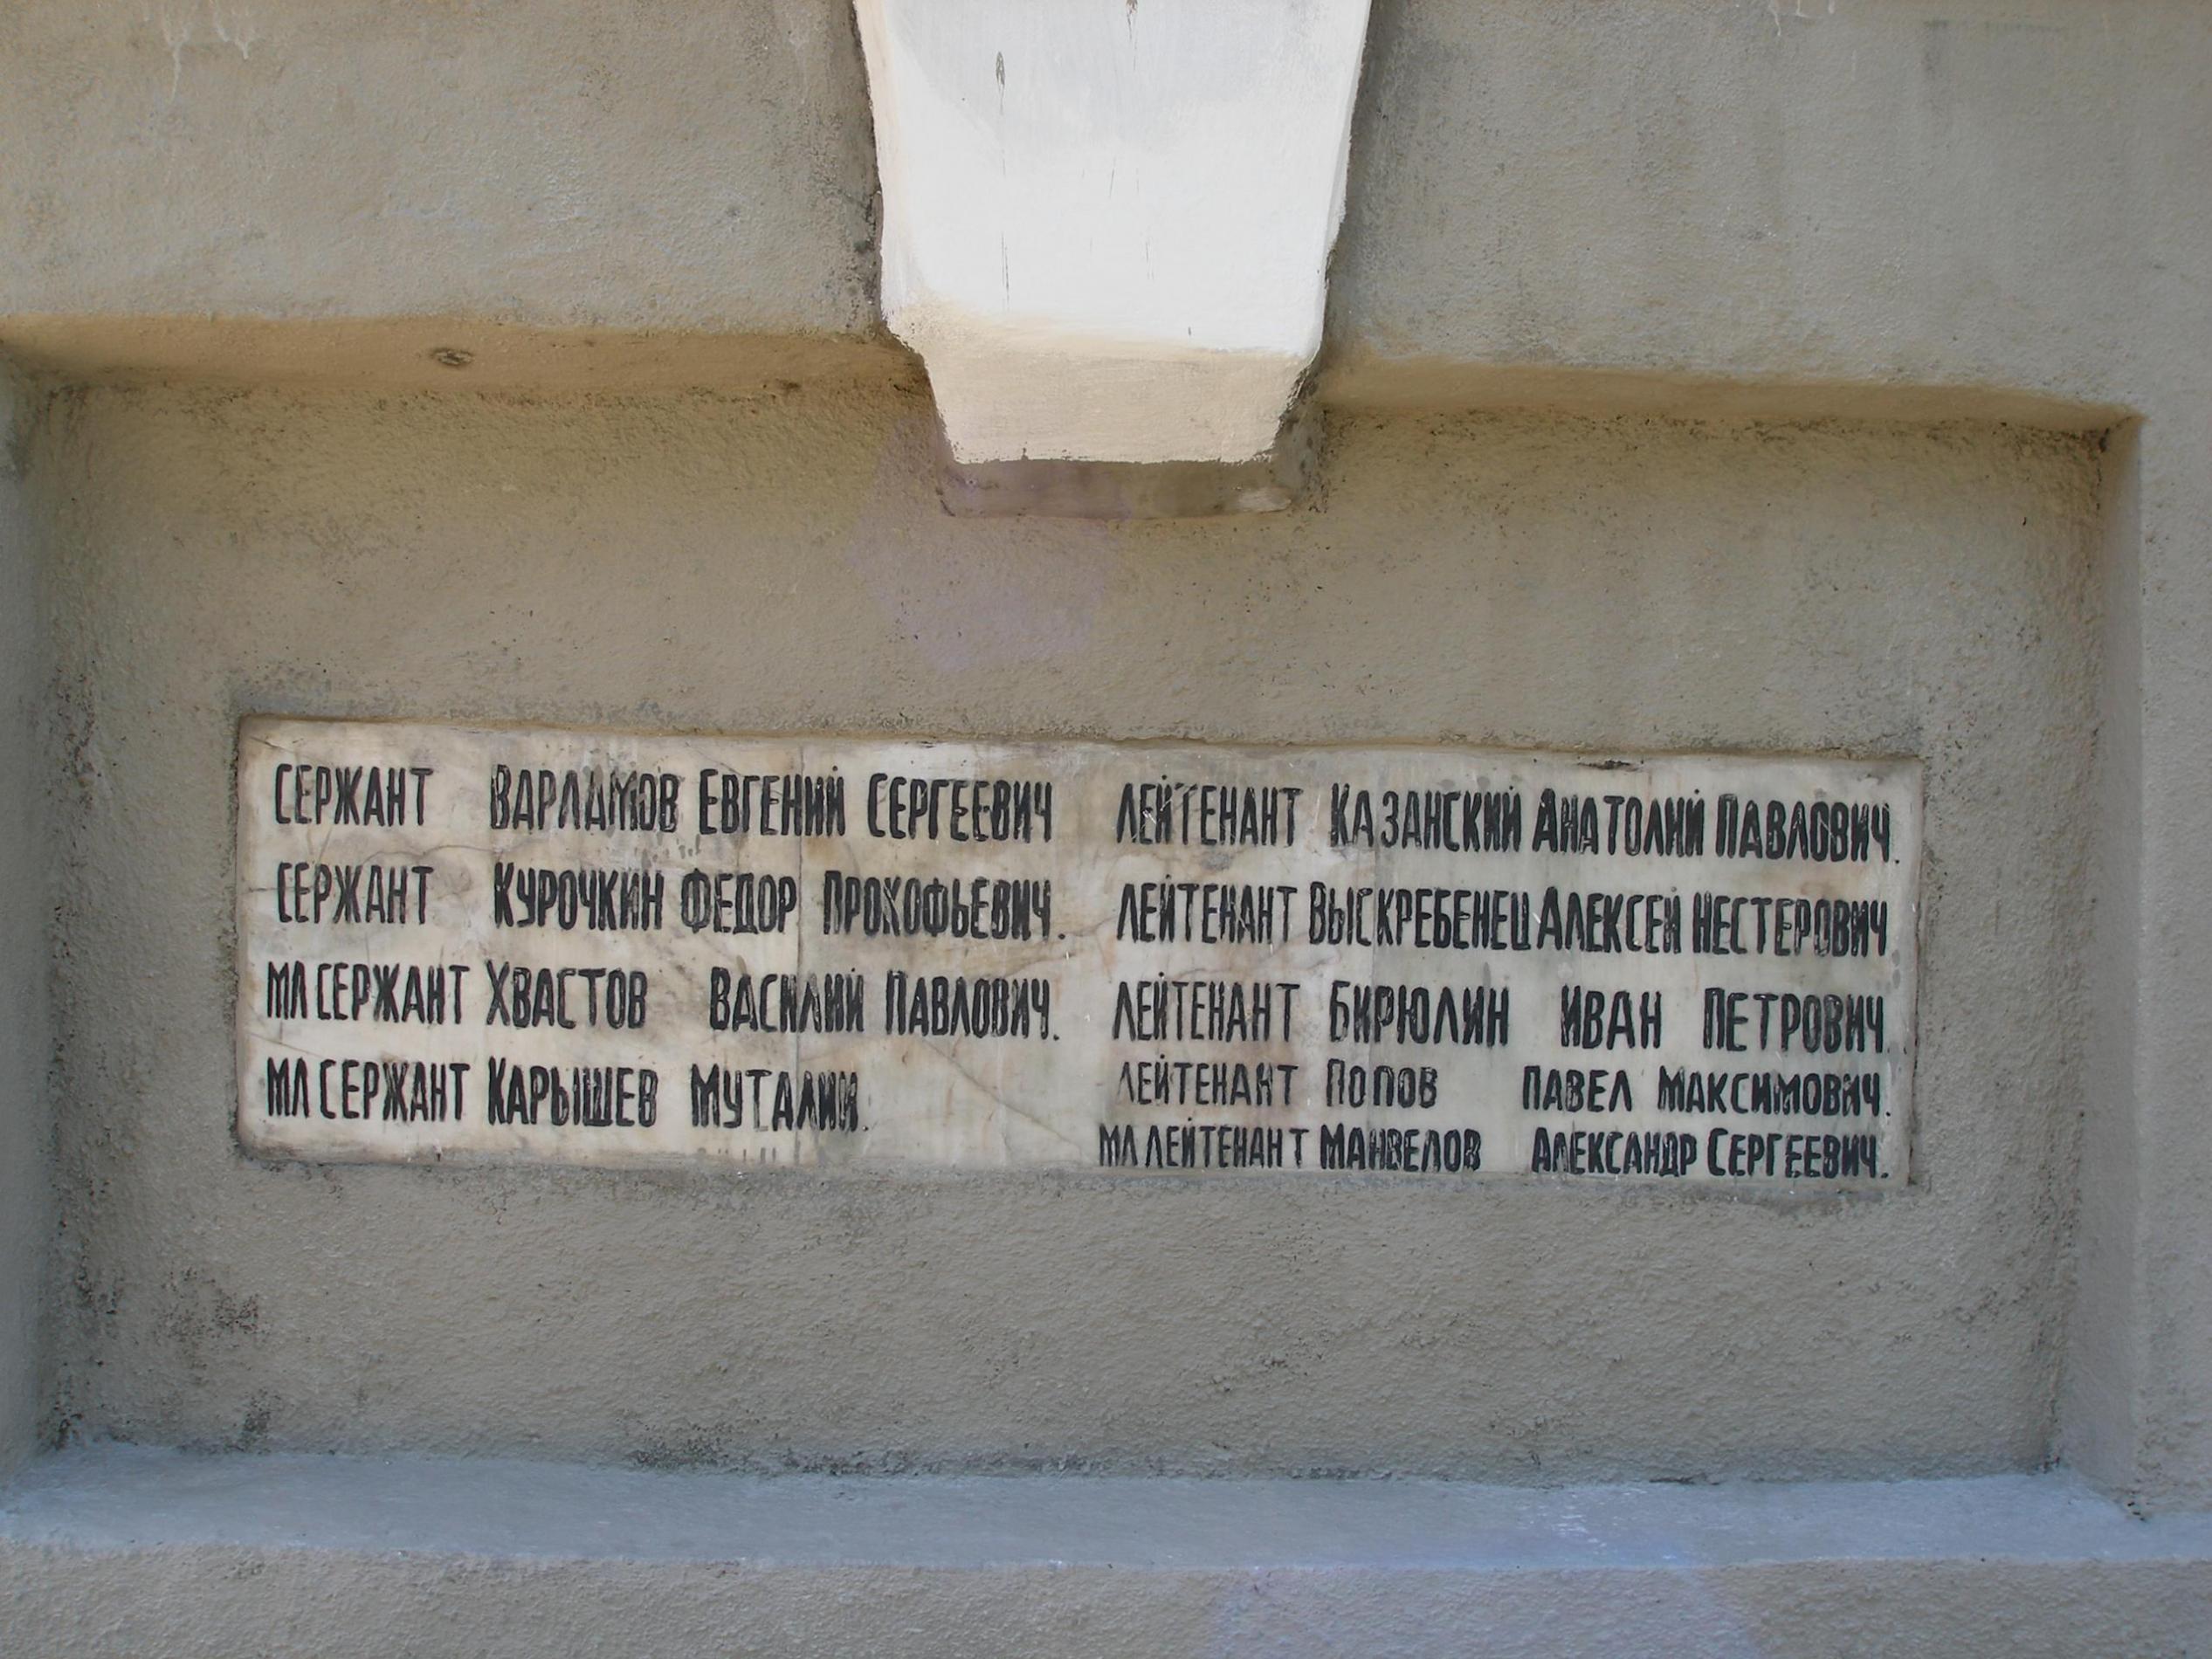 СЕРЖАНТ ВАРЛАМОВ ЕВГЕНИЙ СЕРГЕЕВИЧ
СЕРЖАНТ КУРОЧКИН ФЕДОР ПРОКОФЬЕВИЧ.
МЛ СЕРЖАНТ ХВАСТОВ ВАСИЛИЙ ПАВЛОВИЧ.
МЛ СЕРЖАНТ КАРЫШЕВ МУТАЛИМ.
ЛЕЙТЕНАНТ КАЗАНСКИЙ АНАТОЛИЙ ПАВЛОВИЧ.
ЛЕЙТЕНАНТ ВЫСКРЕБЕНЕЦ АЛЕКСЕЙ НЕСТЕРОВИЧ
ЛЕЙТЕНАНТ БИРЮЛИН ИВАН ПЕТРОВИЧ.
ЛЕЙТЕНАНТ ПОПОВ ПАВЕЛ МАКСИМОВИЧ.
МЛ ЛЕЙТЕНАНТ МАНВЕЛОВ АЛЕКСАНДР СЕРГЕЕВИЧ.